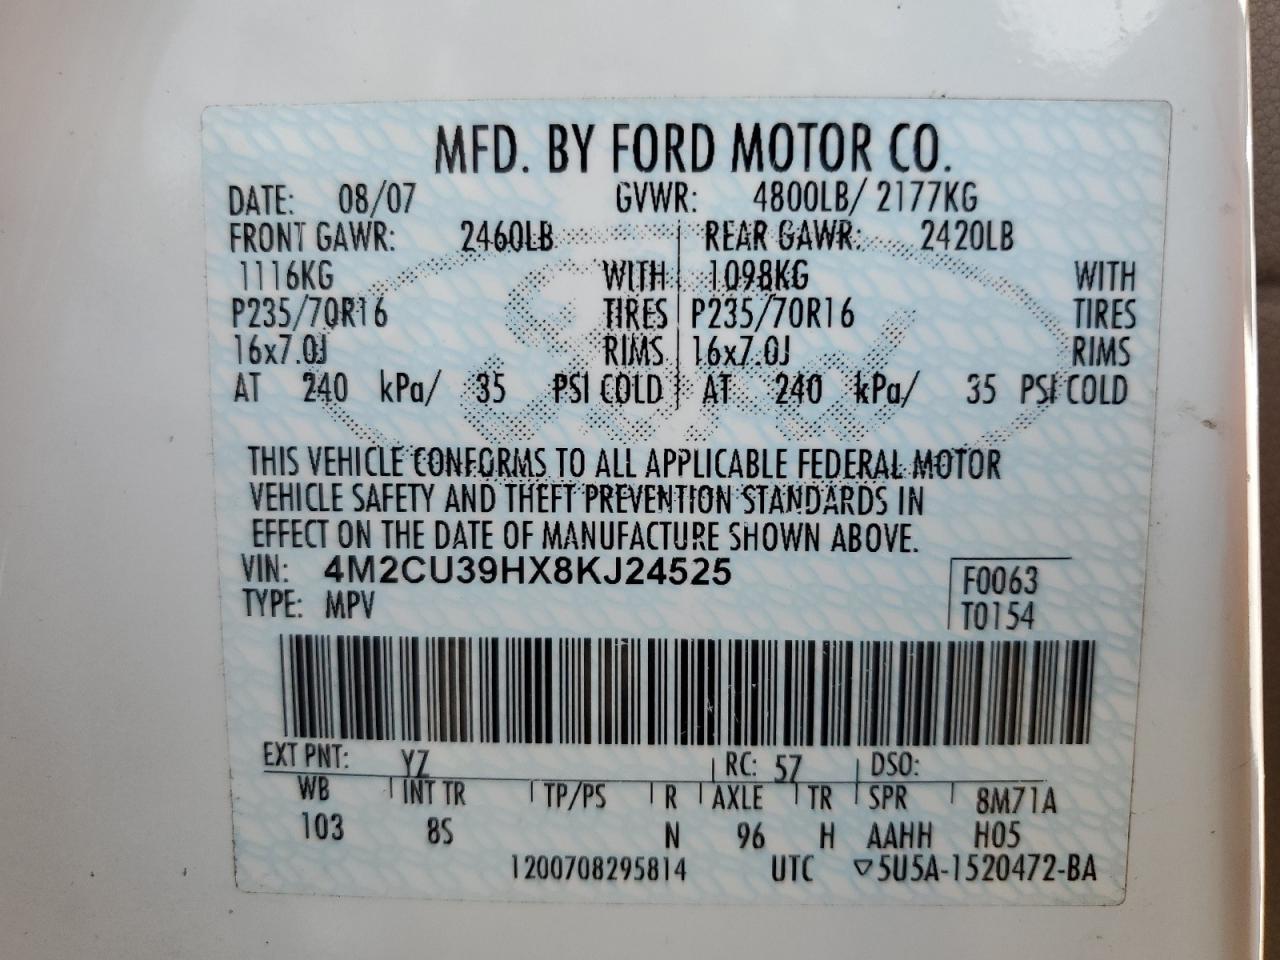 MFD. BY FORD MOTOR CO.
DATE: 08/07 GVWR: 4800LB/ 2177KG
FRONT GAWR: 2460LB REAR GAWR: 2420LB
1116KG WITH 1098KG WITH
P235/70R16 TIRES P235/70R16 TIRES
16x7.0J RIMS 16x7.0J RIMS
AT 240 kPa/ 35 PSI COLD AT 240 kPa/ 35 PSI COLD
THIS VEHICLE CONFORMS TO ALL APPLICABLE FEDERAL MOTOR
VEHICLE SAFETY AND THEFT PREVENTION STANDARDS IN
EFFECT ON THE DATE OF MANUFACTURE SHOWN ABOVE.
VIN: 4M2CU39HX8KJ24525 F0063
TYPE: MPV T0154
EXT PNT: YZ RC: 57 DSO:
WB INT TR TP/PS R AXLE TR SPR 8M71A
103 8S N 96 H AAHH H05
1200708295814 UTC ▽5U5A-1520472-BA